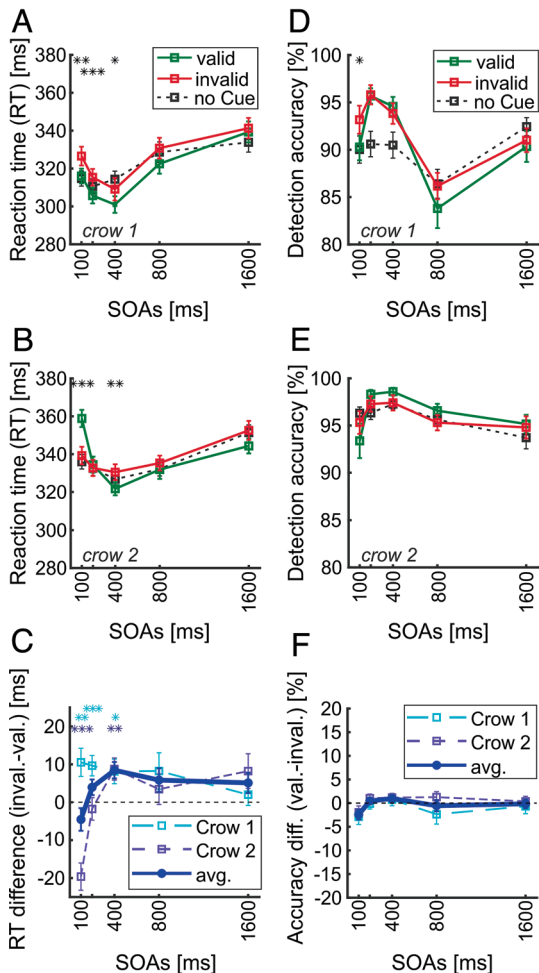 A
Reaction time (RT) [ms]
380
360
340
320
300
280
** *
***
valid
invalid
no Cue
crow 1
100
400
800
1600
SOAs [ms]
D
Detection accuracy [%]
100
95
90
85
80
*
valid
invalid
no Cue
crow 1
100
400
800
1600
SOAs [ms]
B
Reaction time (RT) [ms]
380
360
340
320
300
280
*** **
crow 2
100
400
800
1600
SOAs [ms]
E
Detection accuracy [%]
100
95
90
85
80
crow 2
100
400
800
1600
SOAs [ms]
C
RT difference (inval.-val.) [ms]
20
10
0
-10
-20
***
** *
*** **
Crow 1
Crow 2
avg.
100
400
800
1600
SOAs [ms]
F
Accuracy diff. (val.-inval.) [%]
20
15
10
5
0
-5
-10
-15
-20
Crow 1
Crow 2
avg.
100
400
800
1600
SOAs [ms]